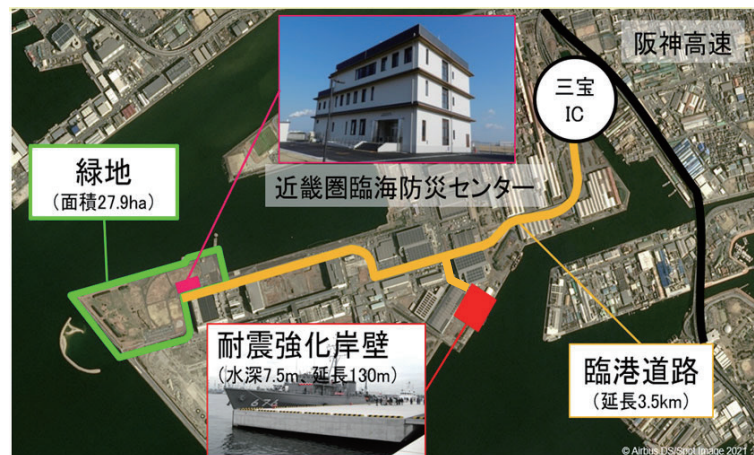 阪神高速
三宝
IC
近畿圏臨海防災センター
緑地
(面積27.9ha)
耐震強化岸壁
(水深7.5m 延長130m)
674
臨港道路
(延長3.5km)
© Airbus DS/Spot Image 2021